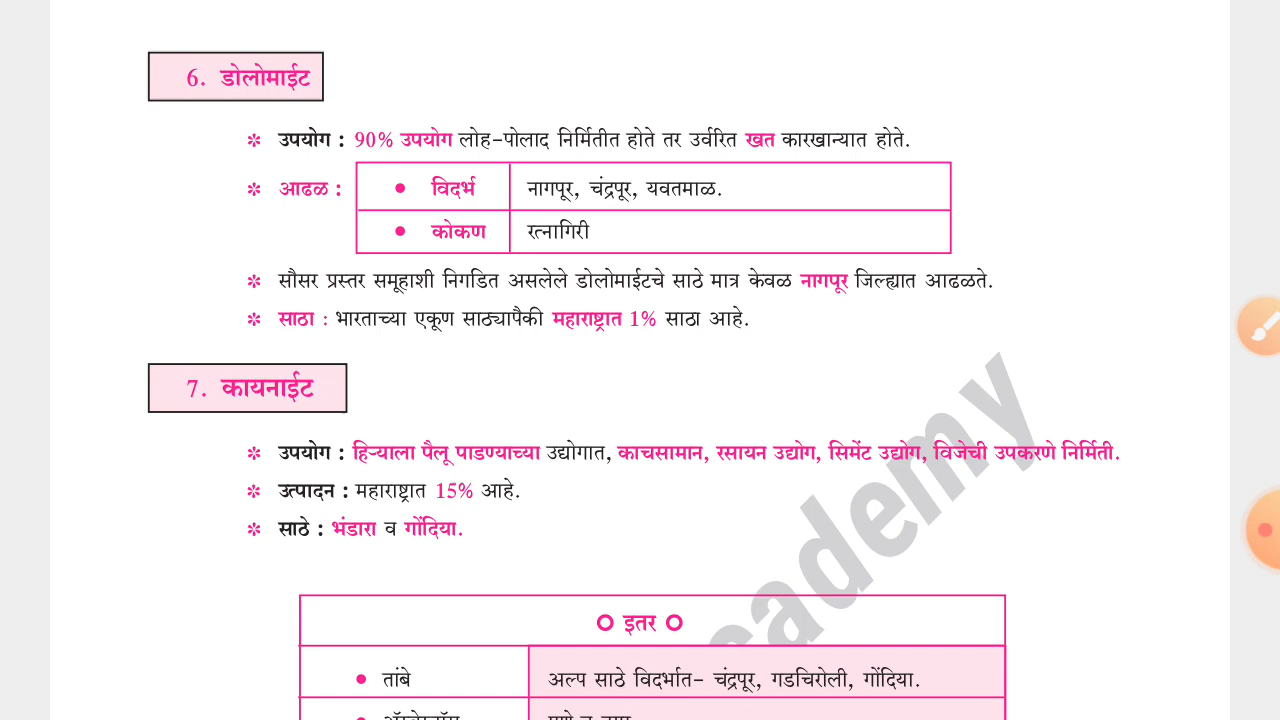 6. डोलोमाईट
✼ उपयोग : 90% उपयोग लोह-पोलाद निर्मितीत होते तर उर्वरित खत कारखान्यात होते.
✼ आढळ : • विदर्भ नागपूर, चंद्रपूर, यवतमाळ.
• कोकण रत्नागिरी
✼ सौसर प्रस्तर समूहाशी निगडित असलेले डोलोमाईटचे साठे मात्र केवळ नागपूर जिल्ह्यात आढळते.
✼ साठा : भारताच्या एकूण साठ्यापैकी महाराष्ट्रात 1% साठा आहे.
7. कायनाईट
✼ उपयोग : हिऱ्याला पैलू पाडण्याच्या उद्योगात, काचसामान, रसायन उद्योग, सिमेंट उद्योग, विजेची उपकरणे निर्मिती.
✼ उत्पादन : महाराष्ट्रात 15% आहे.
✼ साठे : भंडारा व गोंदिया.
इतर
• तांबे अल्प साठे विदर्भात- चंद्रपूर, गडचिरोली, गोंदिया.
cademy